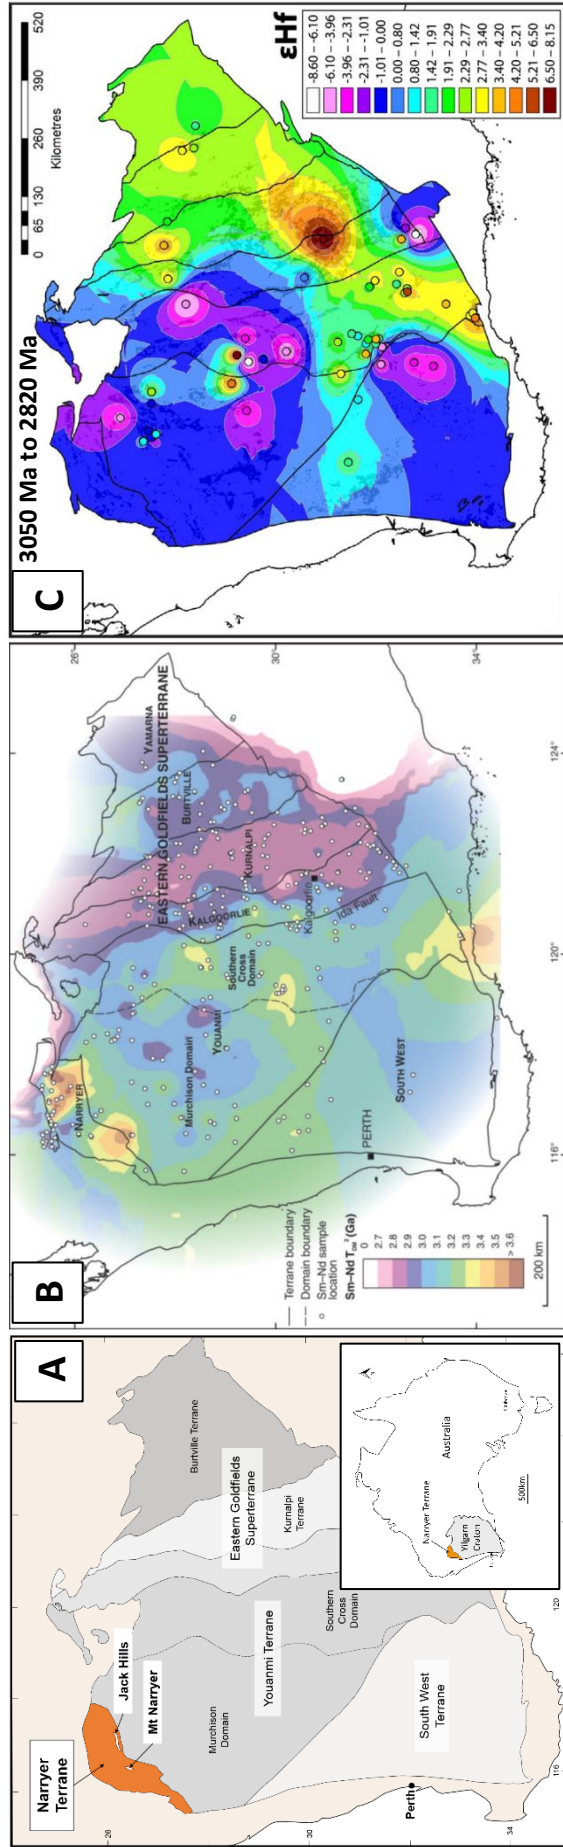 A
Narryer
Terrane
Jack Hills
Mt Narryer
Murchison
Domain
Youanmi Terrane
Southern
Cross
Domain
South West
Terrane
Perth
Eastern Goldfields
Superterrane
Kurnalpi
Terrane
Burtville Terrane
26
30
34
116
120
Narryer Terrane
Yilgarn
Craton
Australia
500km
B
Terrane boundary
Domain boundary
Sm–Nd sample
location
Sm–Nd TDM² (Ga)
0
2.7
2.8
2.9
3.0
3.1
3.2
3.3
3.4
3.5
> 3.6
200 km
NARRYER
Murchison Domain
YOUANMI
Southern
Cross
Domain
SOUTH WEST
PERTH
KALGOORLIE
Kalgoorlie
Ida Fault
KURNALPI
EASTERN GOLDFIELDS SUPERTERRANE
BURTVILLE
YAMARNA
26°
30°
34°
116°
120°
124°
C
3050 Ma to 2820 Ma
0 65 130 260 390 520
Kilometres
εHf
-8.60 – -6.10
-6.10 – -3.96
-3.96 – -2.31
-2.31 – -1.01
-1.01 – 0.00
0.00 – 0.80
0.80 – 1.42
1.42 – 1.91
1.91 – 2.29
2.29 – 2.77
2.77 – 3.40
3.40 – 4.20
4.20 – 5.21
5.21 – 6.50
6.50 – 8.15